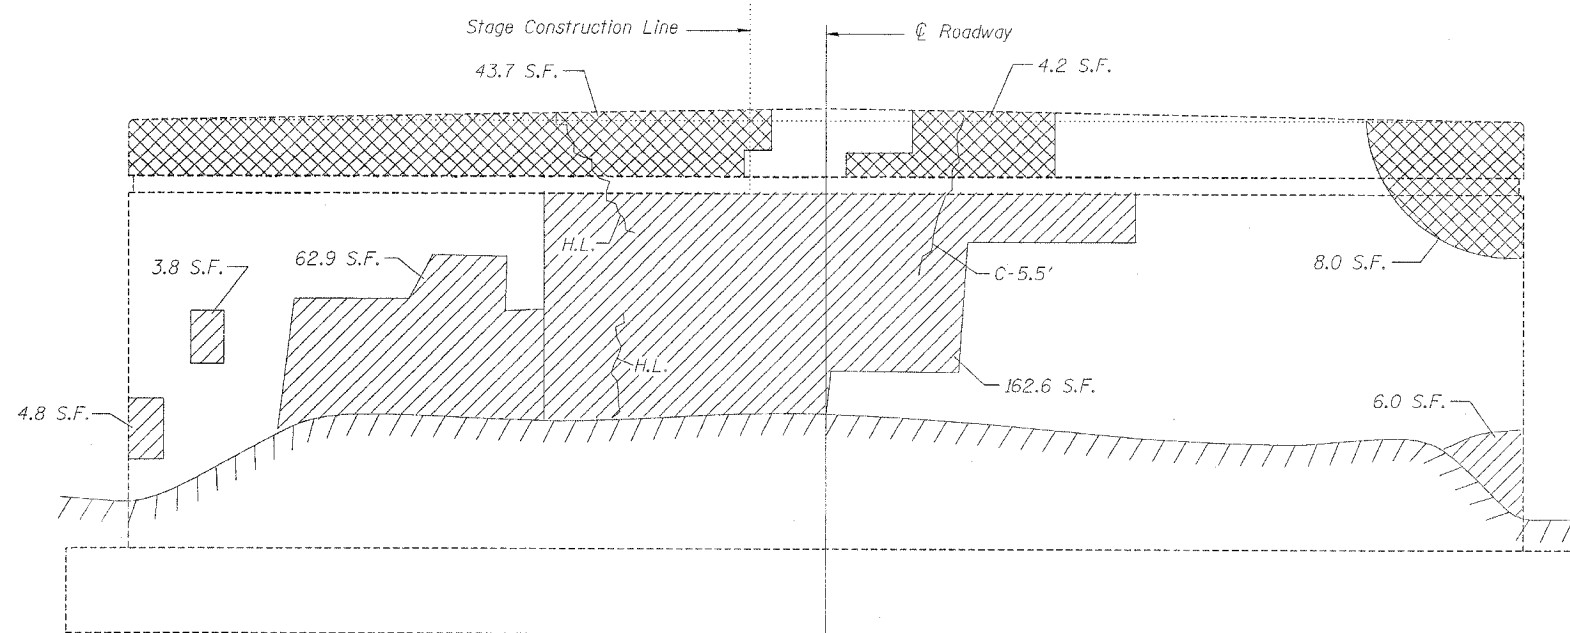 Stage Construction Line
℄ Roadway
43.7 S.F.
4.2 S.F.
H.L.
3.8 S.F.
62.9 S.F.
C-5.5'
8.0 S.F.
H.L.
162.6 S.F.
4.8 S.F.
6.0 S.F.